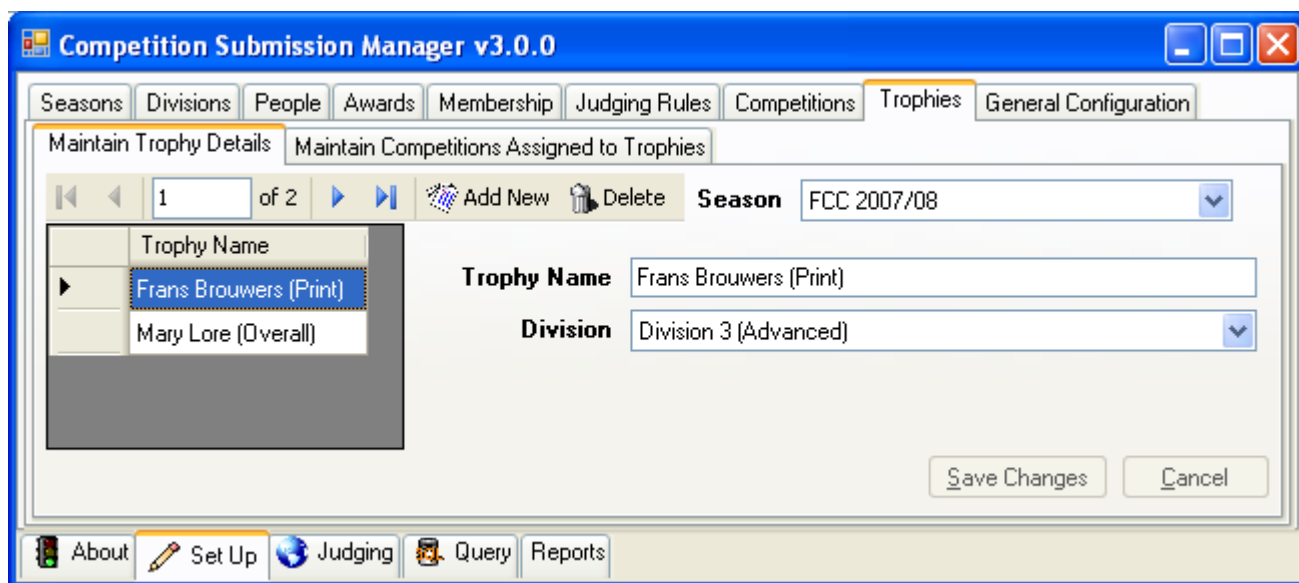 Competition Submission Manager v3.0.0
Seasons Divisions People Awards Membership Judging Rules Competitions Trophies General Configuration
Maintain Trophy Details Maintain Competitions Assigned to Trophies
1 of 2 Add New Delete Season FCC 2007/08
Trophy Name
Frans Brouwers (Print)
Mary Lore (Overall)
Trophy Name Frans Brouwers (Print)
Division Division 3 (Advanced)
Save Changes Cancel
About Set Up Judging Query Reports